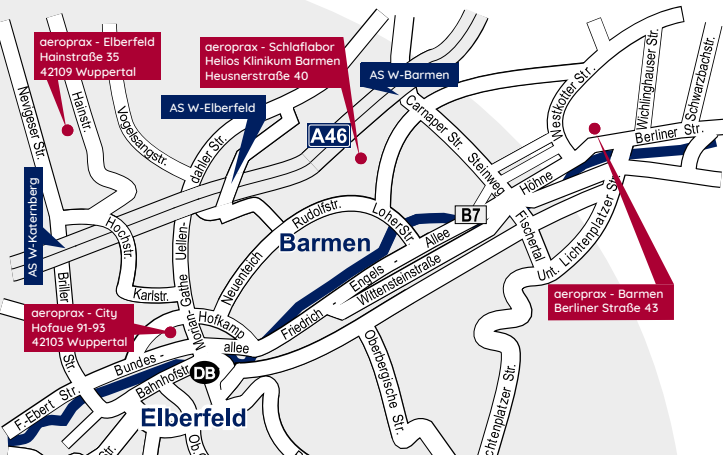 aeroprax - Elberfeld
Hainstraße 35
42109 Wuppertal
aeroprax - Schlaflabor
Helios Klinikum Barmen
Heusnerstraße 40
AS W-Barmen
AS W-Elberfeld
A46
AS W-Katernberg
Nevigeser Str.
Hainstr.
Vogelsangstr.
dahler Str.
Uellen-
Hochstr.
Karlstr.
Briller
Morian-
Gathe
Neuenteich
Rudolfstr.
Loher Str.
Carnaper Str.
Steinweg
Westkotter Str.
Wichlinghauser Str.
Schwarzbachstr.
Berliner Str.
Höhne
B7
Barmen
Friedrich -
Engels -
Allee
Wittensteinstraße
Fischertal
Unt. Lichtenplatzer Str.
aeroprax - Barmen
Berliner Straße 43
aeroprax - City
Hofaue 91-93
42103 Wuppertal
Hofkamp
Bundes -
allee
Bahnhofstr.
DB
F.-Ebert Str.
Elberfeld
Oberbergische Str.
chtenplatzer Str.
Ob.
str.